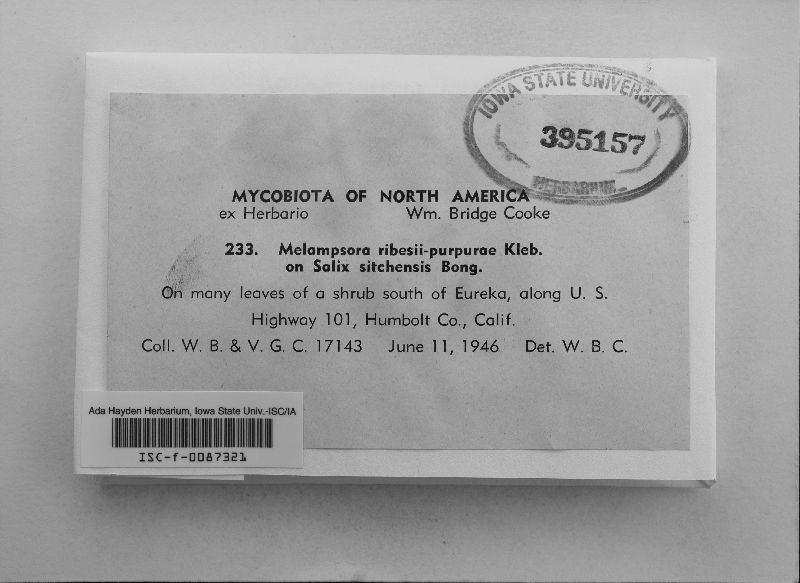 IOWA STATE UNIVERSITY
395157
HERBARIUM
MYCOBIOTA OF NORTH AMERICA
ex Herbario Wm. Bridge Cooke
233. Melampsora ribesii-purpurae Kleb.
on Salix sitchensis Bong.
On many leaves of a shrub south of Eureka, along U. S.
Highway 101, Humbolt Co., Calif.
Coll. W. B. & V. G. C. 17143 June 11, 1946 Det. W. B. C.
Ada Hayden Herbarium, Iowa State Univ.-ISC/IA
ISC-f-0087321